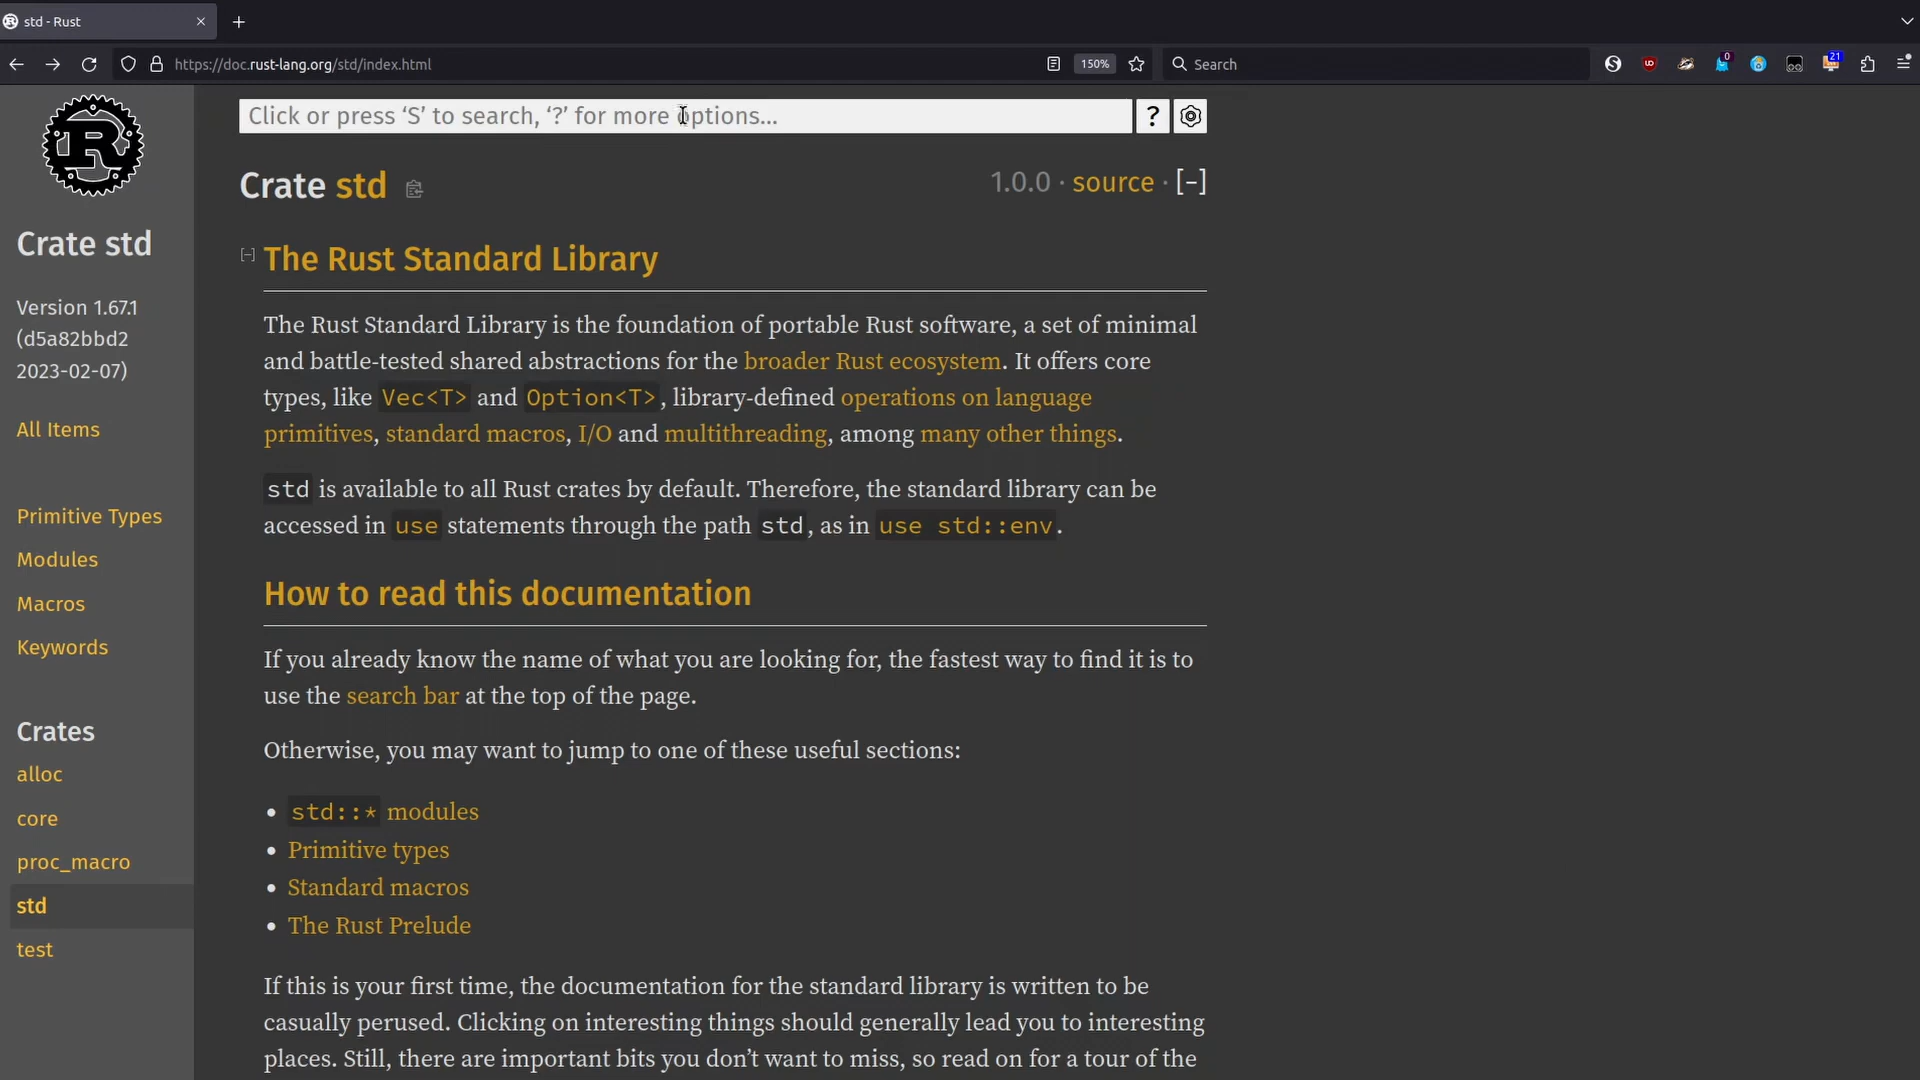 std - Rust
https://doc.rust-lang.org/std/index.html
150%
Search
0
21
Click or press ‘S’ to search, ‘?’ for more options…
?
R
Crate std
1.0.0 · source · [−]
Crate std
[−] The Rust Standard Library
Version 1.67.1
(d5a82bbd2
2023-02-07)
The Rust Standard Library is the foundation of portable Rust software, a set of minimal
and battle-tested shared abstractions for the broader Rust ecosystem. It offers core
types, like Vec<T> and Option<T>, library-defined operations on language
primitives, standard macros, I/O and multithreading, among many other things.
All Items
std is available to all Rust crates by default. Therefore, the standard library can be
accessed in use statements through the path std, as in use std::env.
Primitive Types
Modules
Macros
Keywords
How to read this documentation
If you already know the name of what you are looking for, the fastest way to find it is to
use the search bar at the top of the page.
Otherwise, you may want to jump to one of these useful sections:
Crates
alloc
core
proc_macro
std
test
• std::* modules
• Primitive types
• Standard macros
• The Rust Prelude
If this is your first time, the documentation for the standard library is written to be
casually perused. Clicking on interesting things should generally lead you to interesting
places. Still, there are important bits you don’t want to miss, so read on for a tour of the